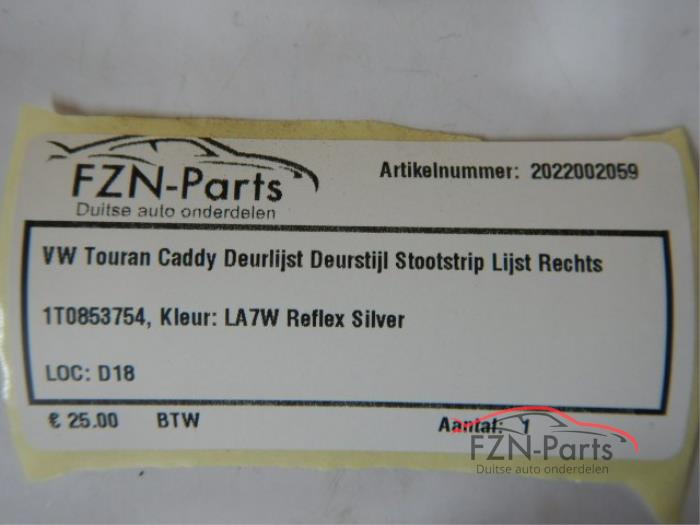 FZN-Parts
Duitse auto onderdelen
Artikelnummer: 2022002059
VW Touran Caddy Deurlijst Deurstijl Stootstrip Lijst Rechts
1T0853754, Kleur: LA7W Reflex Silver
LOC: D18
€ 25.00 BTW Aantal: 1
FZN-Parts
Duitse auto onderdelen